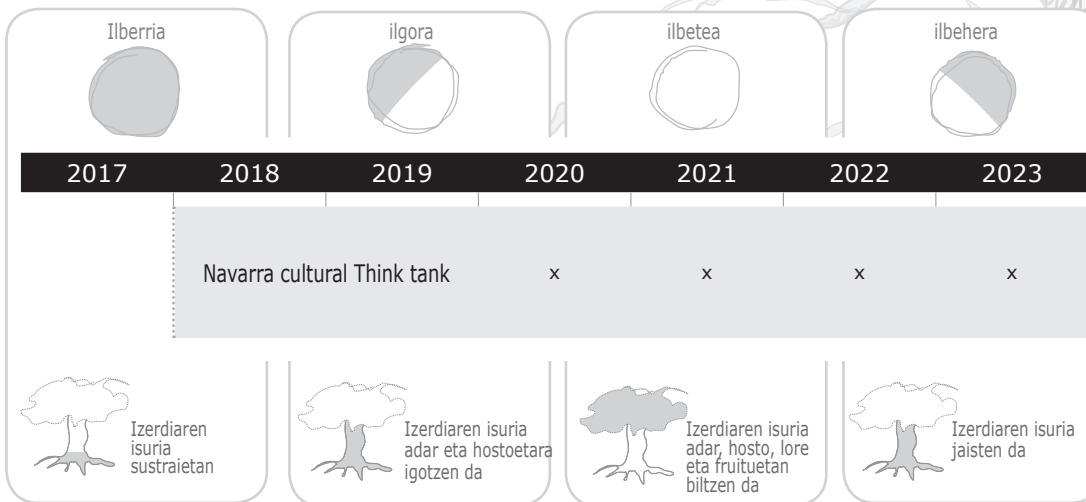 Ilberria
ilgora
ilbetea
ilbehera
2017 2018 2019 2020 2021 2022 2023
Navarra cultural Think tank x x x x
Izerdiaren
isuria
sustraietan
Izerdiaren isuria
adar eta hostoetara
igotzen da
Izerdiaren isuria
adar, hosto, lore
eta fruituetan
biltzen da
Izerdiaren isuria
jaisten da